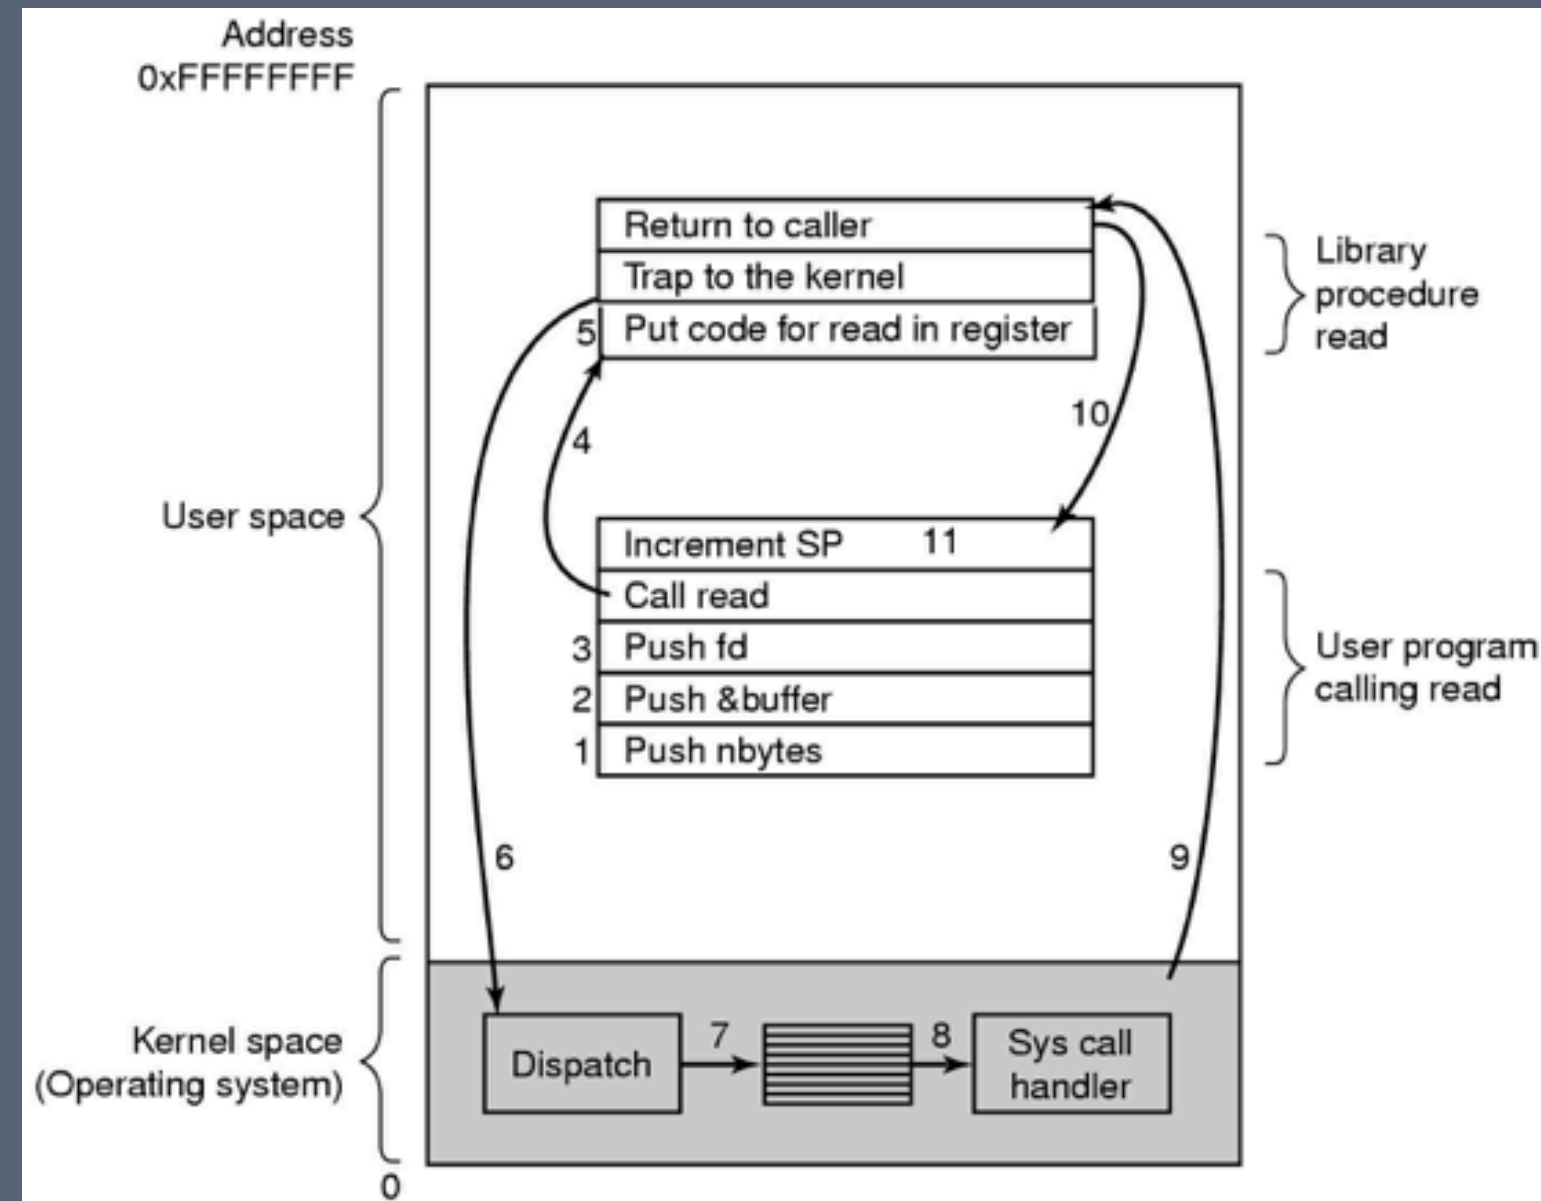 Address
0xFFFFFFFF
Return to caller
Trap to the kernel
5 Put code for read in register
Library
procedure
read
4
10
User space
Increment SP 11
Call read
3 Push fd
2 Push &buffer
1 Push nbytes
User program
calling read
6
9
Kernel space
(Operating system)
Dispatch
7
8
Sys call
handler
0